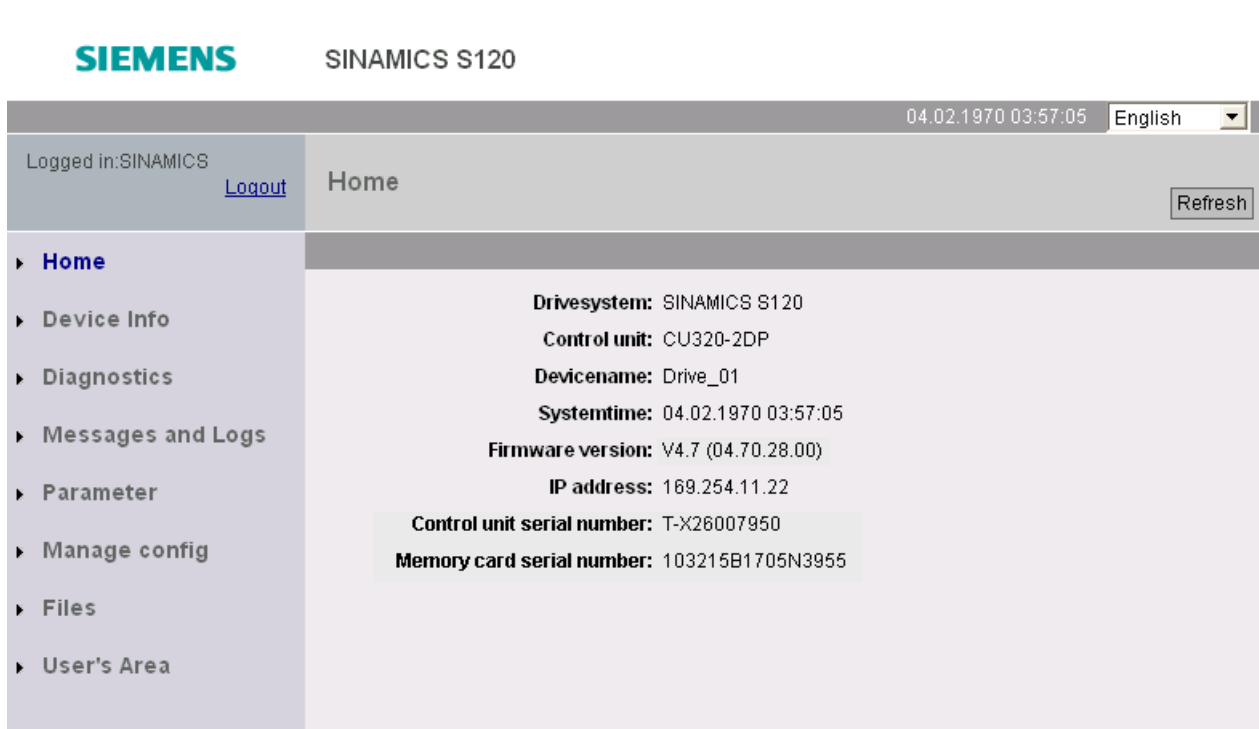 SIEMENS SINAMICS S120
04.02.1970 03:57:05 English
Logged in:SINAMICS
Logout
Home
Refresh
Home
Device Info
Diagnostics
Messages and Logs
Parameter
Manage config
Files
User's Area
Drivesystem: SINAMICS S120
Control unit: CU320-2DP
Devicename: Drive_01
Systemtime: 04.02.1970 03:57:05
Firmware version: V4.7 (04.70.28.00)
IP address: 169.254.11.22
Control unit serial number: T-X26007950
Memory card serial number: 103215B1705N3955